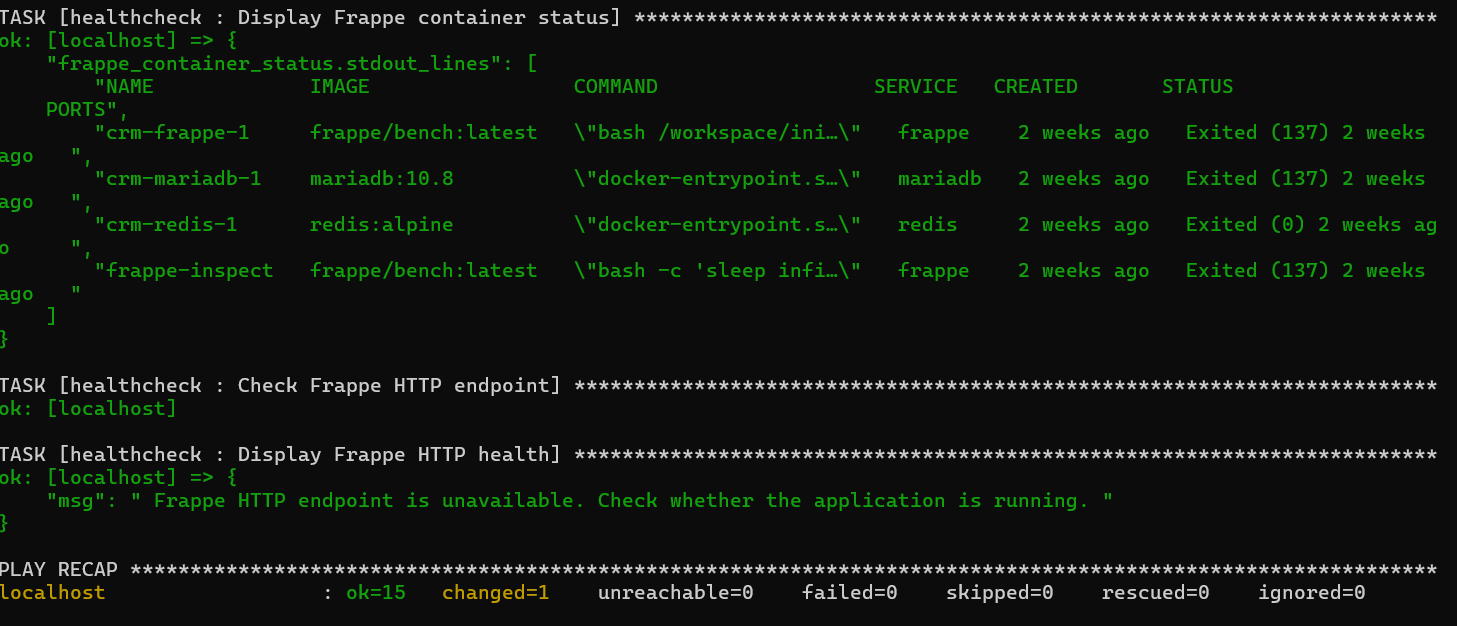 TASK [healthcheck : Display Frappe container status] *******************************************************************
ok: [localhost] => {
    "frappe_container_status.stdout_lines": [
        "NAME             IMAGE                 COMMAND                  SERVICE   CREATED       STATUS
    PORTS",
        "crm-frappe-1     frappe/bench:latest   \"bash /workspace/ini…\"   frappe    2 weeks ago   Exited (137) 2 weeks
ago   ",
        "crm-mariadb-1    mariadb:10.8          \"docker-entrypoint.s…\"   mariadb   2 weeks ago   Exited (137) 2 weeks
ago   ",
        "crm-redis-1      redis:alpine          \"docker-entrypoint.s…\"   redis     2 weeks ago   Exited (0) 2 weeks ag
o     ",
        "frappe-inspect   frappe/bench:latest   \"bash -c 'sleep infi…\"   frappe    2 weeks ago   Exited (137) 2 weeks
ago   "
    ]
}
TASK [healthcheck : Check Frappe HTTP endpoint] ************************************************************************
ok: [localhost]
TASK [healthcheck : Display Frappe HTTP health] ************************************************************************
ok: [localhost] => {
    "msg": " Frappe HTTP endpoint is unavailable. Check whether the application is running. "
}
PLAY RECAP *************************************************************************************************************
localhost                  : ok=15   changed=1    unreachable=0    failed=0    skipped=0    rescued=0    ignored=0